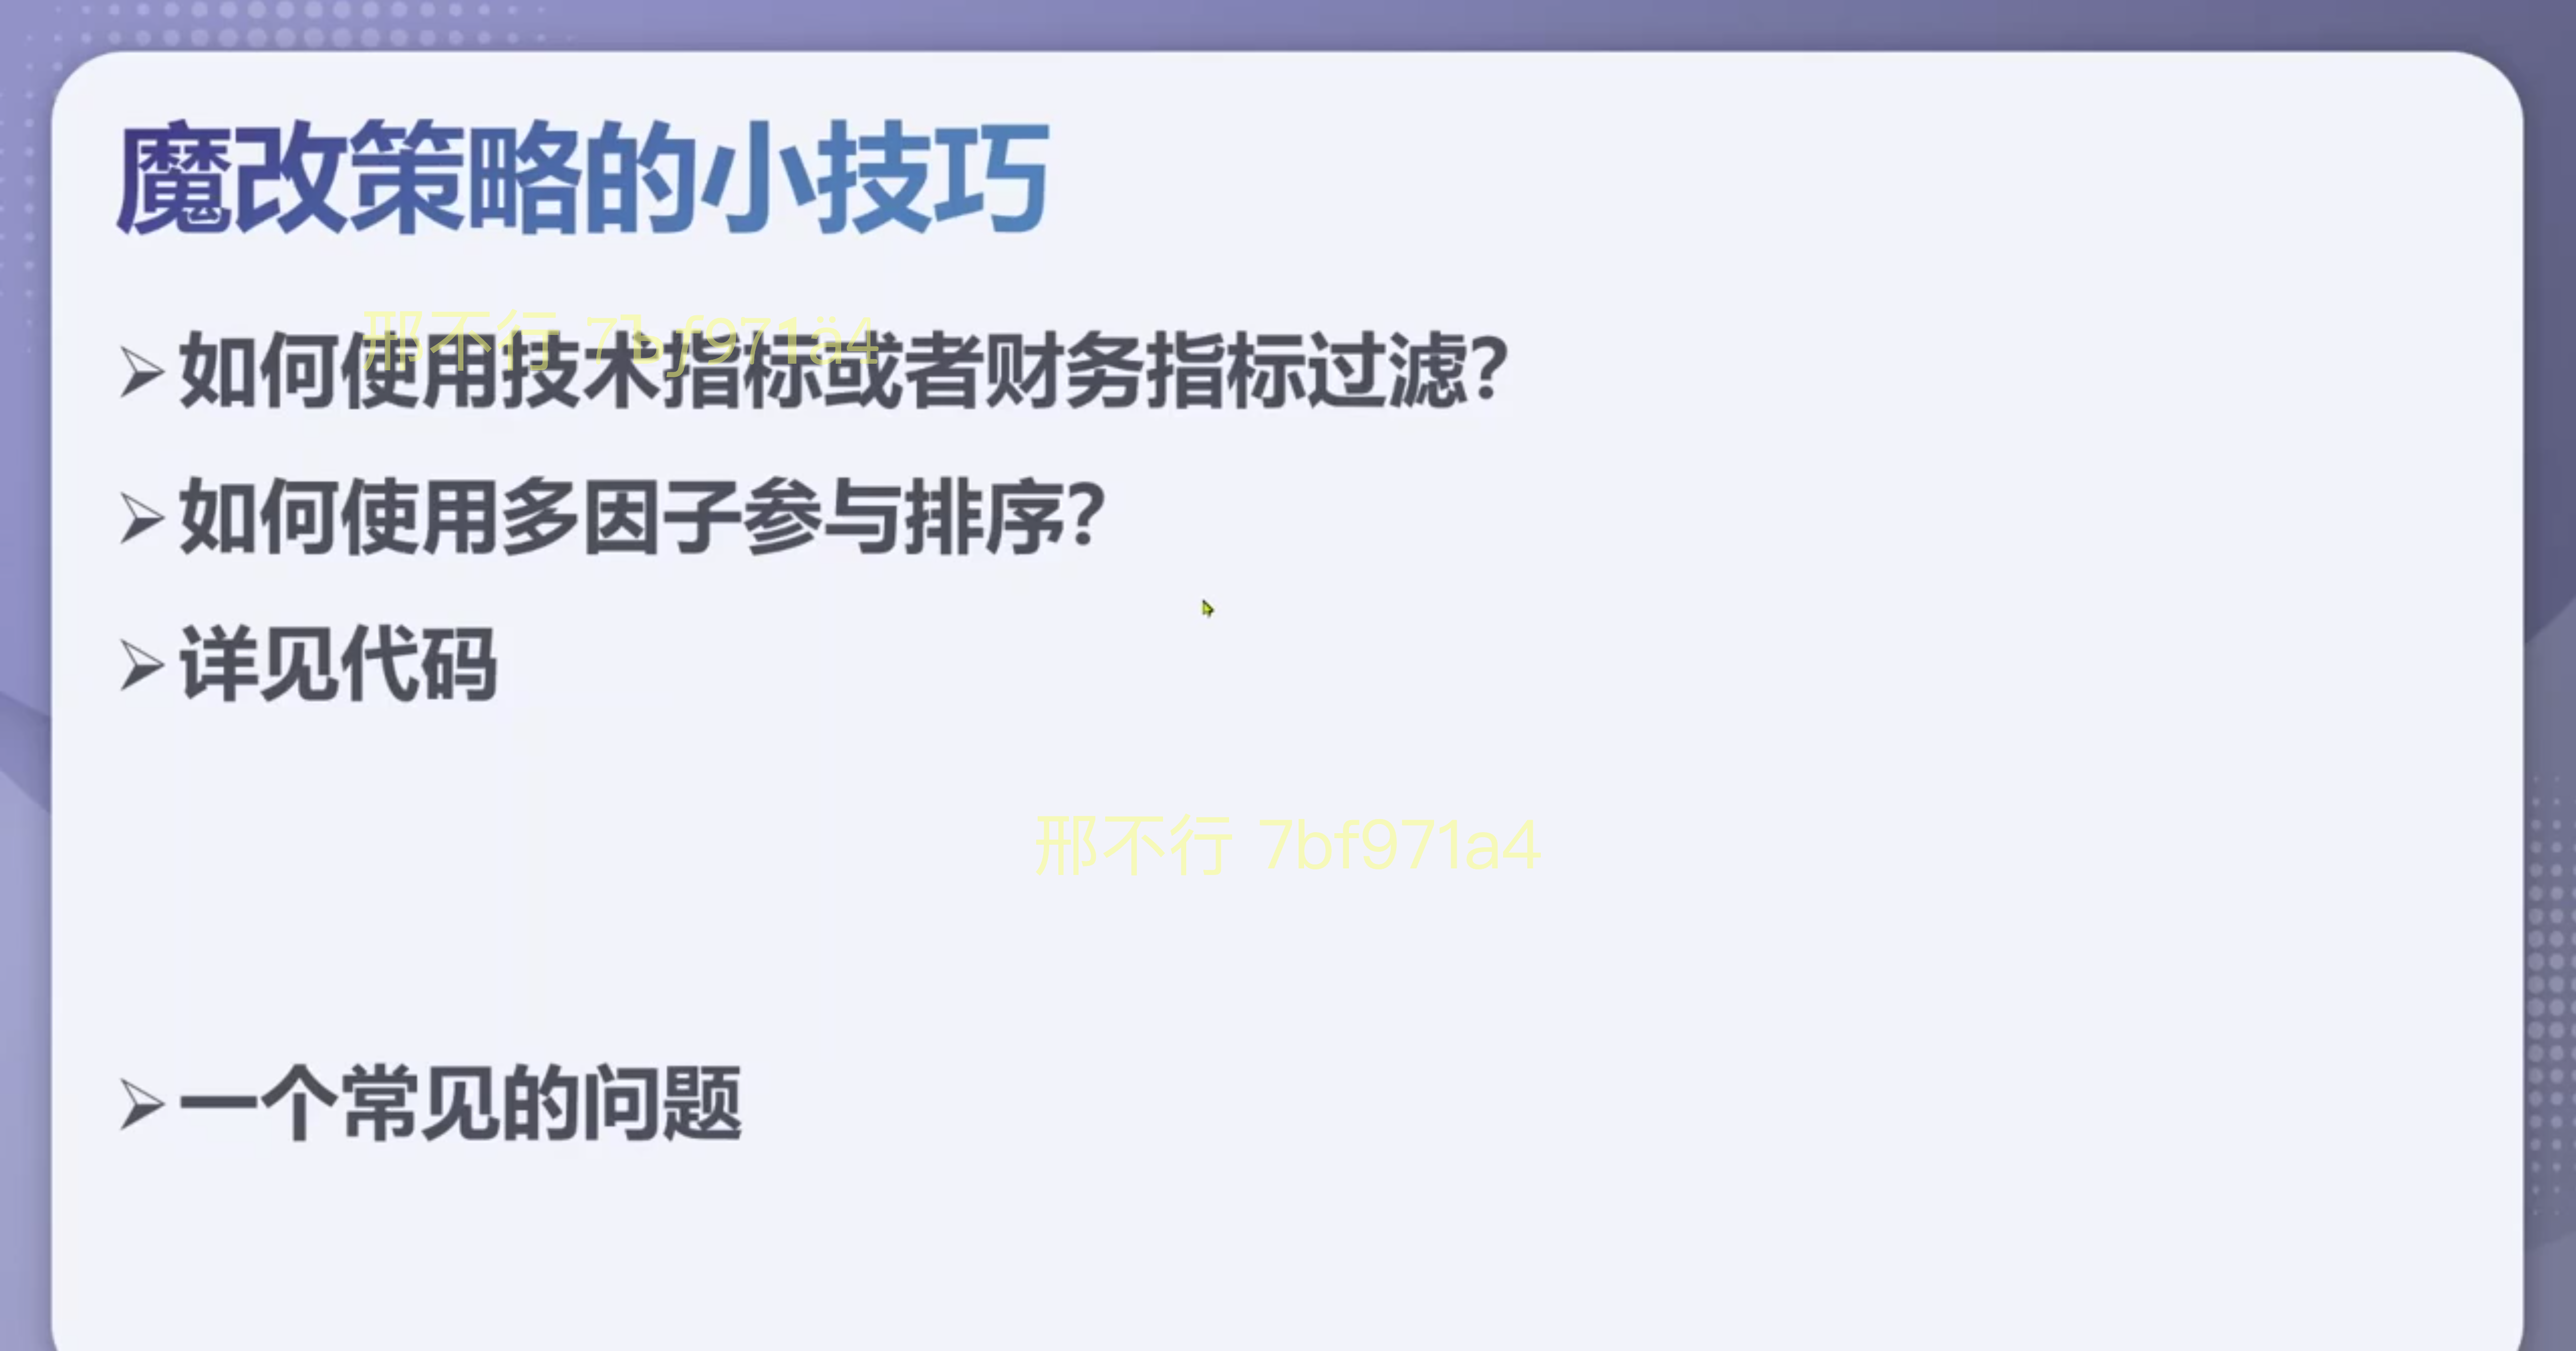 魔改策略的小技巧
邢不行 7bf971a4
➢如何使用技术指标或者财务指标过滤?
➢如何使用多因子参与排序?
➢详见代码
邢不行 7bf971a4
➢一个常见的问题